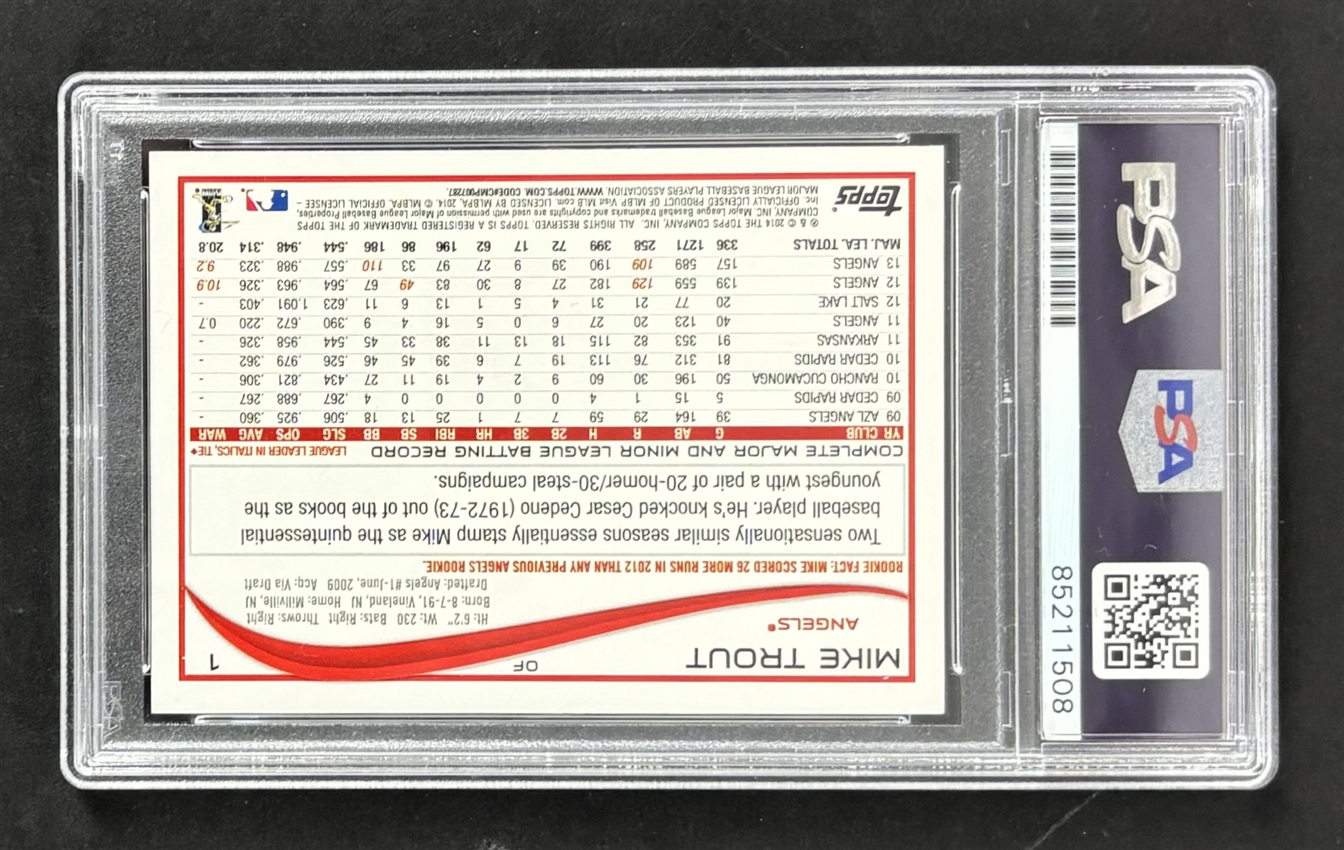 MIKE TROUT OF 1
ANGELS®
Ht: 6'2" Wt: 230 Bats: Right Throws: Right
Born: 8-7-91, Vineland, NJ Home: Millville, NJ
Drafted: Angels #1-June, 2009 Acq: Via Draft
ROOKIE FACT: MIKE SCORED 26 MORE RUNS IN 2012 THAN ANY PREVIOUS ANGELS ROOKIE.
Two sensationally similar seasons essentially stamp Mike as the quintessential
baseball player. He's knocked Cesar Cedeno (1972-73) out of the books as the
youngest with a pair of 20-homer/30-steal campaigns.
COMPLETE MAJOR AND MINOR LEAGUE BATTING RECORD LEAGUE LEADER IN ITALICS, TIE♦
YR CLUB G AB R H 2B 3B HR RBI SB BB SLG OPS AVG WAR
09 AZL ANGELS 39 164 29 59 7 7 1 25 13 18 .506 .925 .360 -
09 CEDAR RAPIDS 5 15 1 4 0 0 0 0 0 4 .267 .688 .267 -
10 RANCHO CUCAMONGA 50 196 30 60 9 2 4 19 11 27 .434 .821 .306 -
10 CEDAR RAPIDS 81 312 76 113 19 7 6 39 45 46 .526 .979 .362 -
11 ARKANSAS 91 353 82 115 18 13 11 38 33 45 .544 .958 .326 -
11 ANGELS 40 123 20 27 6 0 5 16 4 9 .390 .672 .220 0.7
12 SALT LAKE 20 77 21 31 4 5 1 13 6 11 .623 1.091 .403 -
12 ANGELS 139 559 129 182 27 8 30 83 49 67 .564 .963 .326 10.9
13 ANGELS 157 589 109 190 39 9 27 97 33 110 .557 .988 .323 9.2
MAJ. LEA. TOTALS 336 1271 258 399 72 17 62 196 86 186 .544 .948 .314 20.8
topps
® & © 2014 THE TOPPS COMPANY, INC. ALL RIGHTS RESERVED. TOPPS IS A REGISTERED TRADEMARK OF THE TOPPS
COMPANY, INC. Major League Baseball trademarks and copyrights are used with permission of Major League Baseball Properties,
Inc. OFFICIALLY LICENSED PRODUCT OF MLBP Visit MLB.com. LICENSED BY MLBPA, MLBPA © 2014. OFFICIAL LICENSEE –
MAJOR LEAGUE BASEBALL PLAYERS ASSOCIATION. WWW.TOPPS.COM. CODE#CMP007287.
PSA
PSA
85211508
PSA